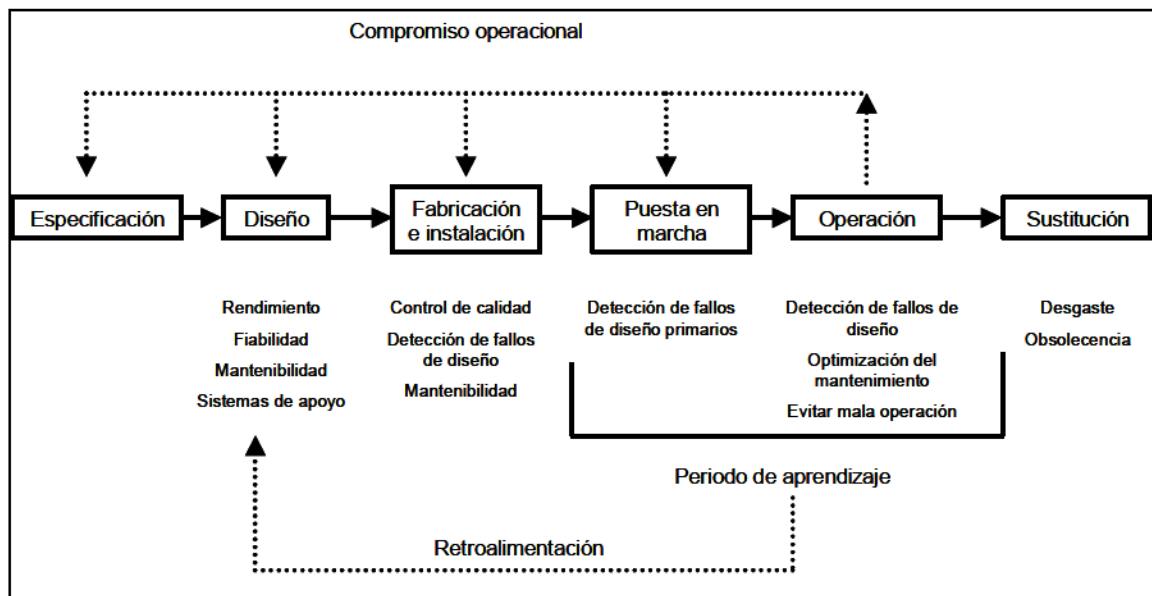 Compromiso operacional
Especificación
Diseño
Fabricación
e instalación
Puesta en
marcha
Operación
Sustitución
Rendimiento
Fiabilidad
Mantenibilidad
Sistemas de apoyo
Control de calidad
Detección de fallos
de diseño
Mantenibilidad
Detección de fallos
de diseño primarios
Detección de fallos de
diseño
Optimización del
mantenimiento
Evitar mala operación
Desgaste
Obsolecencia
Periodo de aprendizaje
Retroalimentación